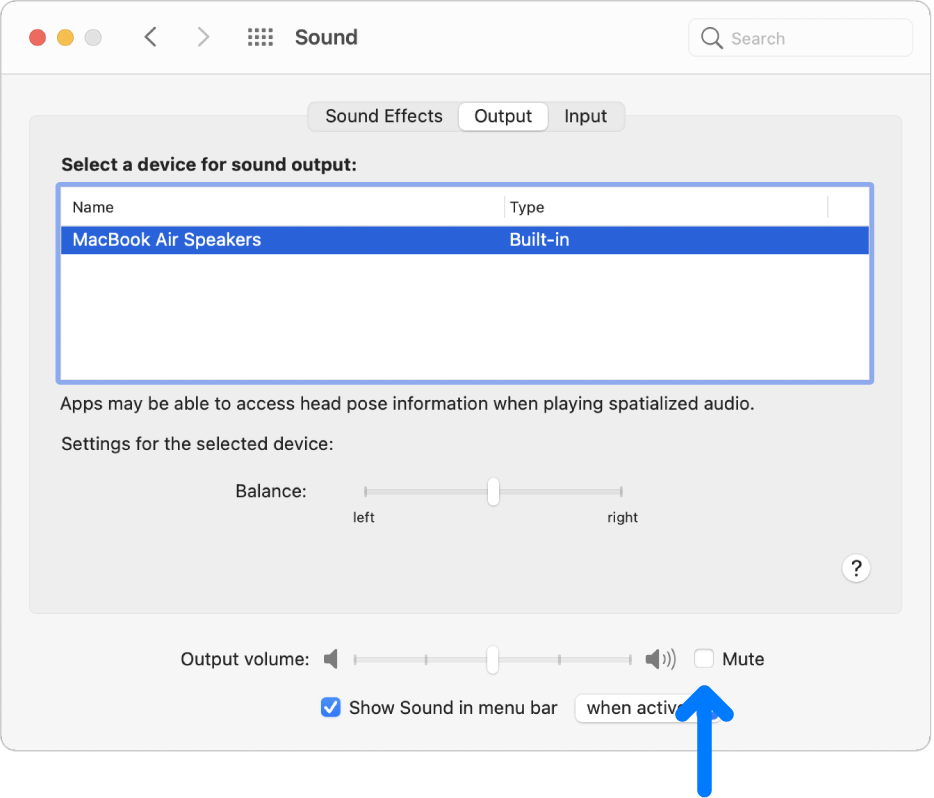 Sound
Search
Sound Effects Output Input
Select a device for sound output:
Name Type
MacBook Air Speakers Built-in
Apps may be able to access head pose information when playing spatialized audio.
Settings for the selected device:
Balance:
left right
?
Output volume: Mute
Show Sound in menu bar when active